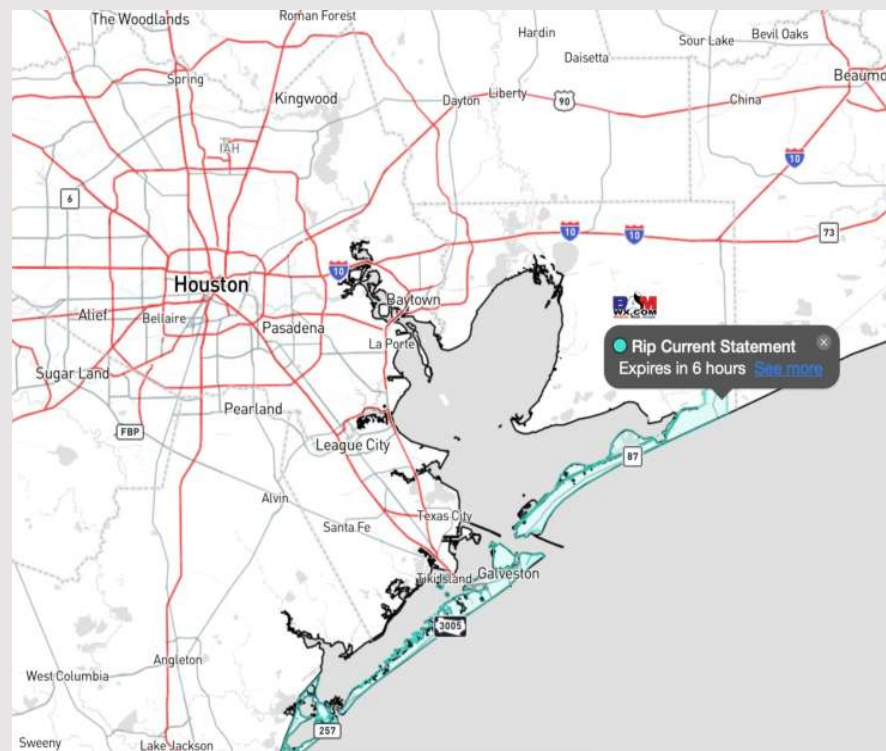 The Woodlands
Roman Forest
Hardin
Sour Lake
Bevil Oaks
Daisetta
Beaumo
Spring
Kingwood
Dayton
Liberty
90
China
IAH
10
6
73
10
10
10
Houston
Baytown
B M
WX.COM
Alief
Bellaire
Pasadena
La Porte
Rip Current Statement
Expires in 6 hours See more
Sugar Land
Pearland
FBP
League City
87
Alvin
Texas City
Santa Fe
Tiki Island
Galveston
3005
Angleton
West Columbia
257
Sweeny
Lake Jackson